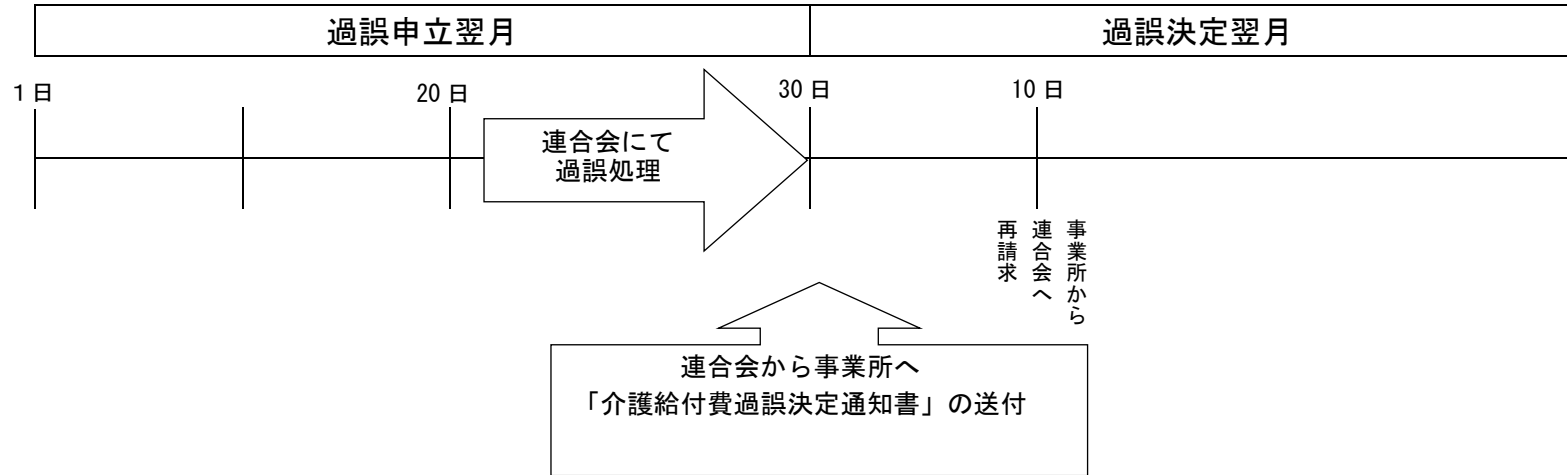 過誤申立翌月
過誤決定翌月
1日
20日
30日
10日
連合会にて
過誤処理
事業所から
連合会へ
再請求
連合会から事業所へ
「介護給付費過誤決定通知書」の送付